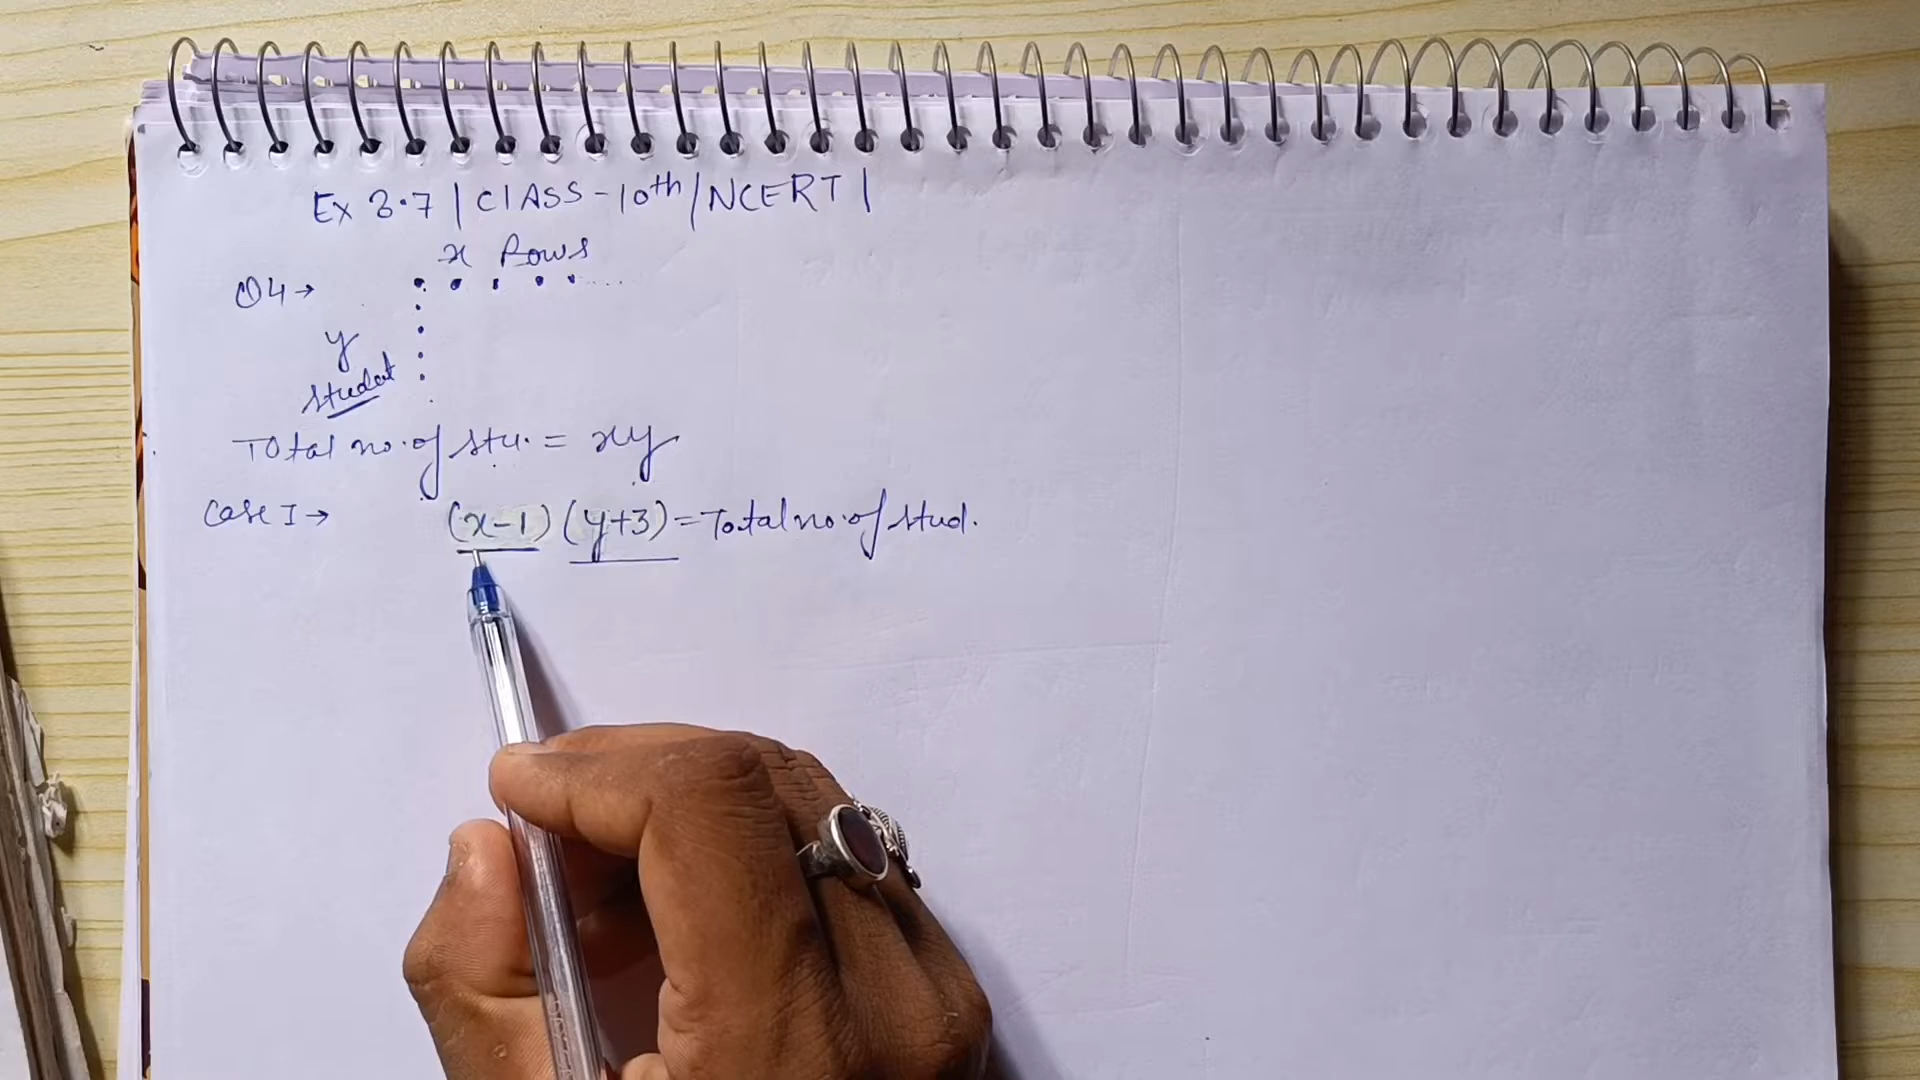 Ex 3.7 | CLASS-10th/NCERT |
x Rows
Q4→
y
student
Total no. of stu. = xy
Case I → (x-1) (y+3) = Total no. of stud.